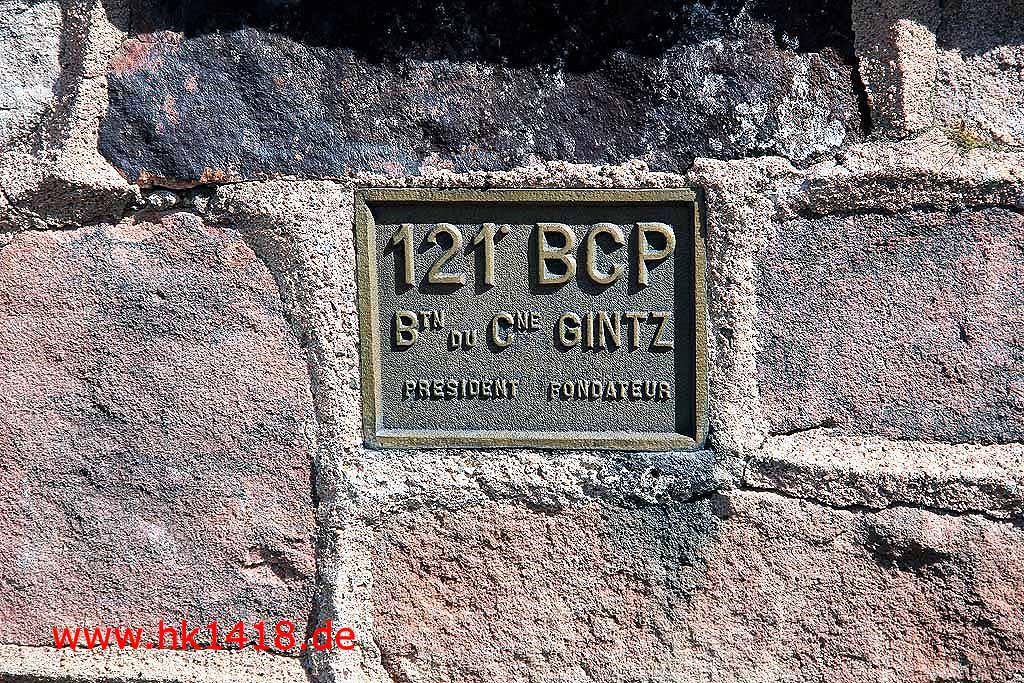 121ᵉ BCP
Bᵀᴺ DU Cᴺᴱ GINTZ
PRESIDENT FONDATEUR
www.hk1418.de